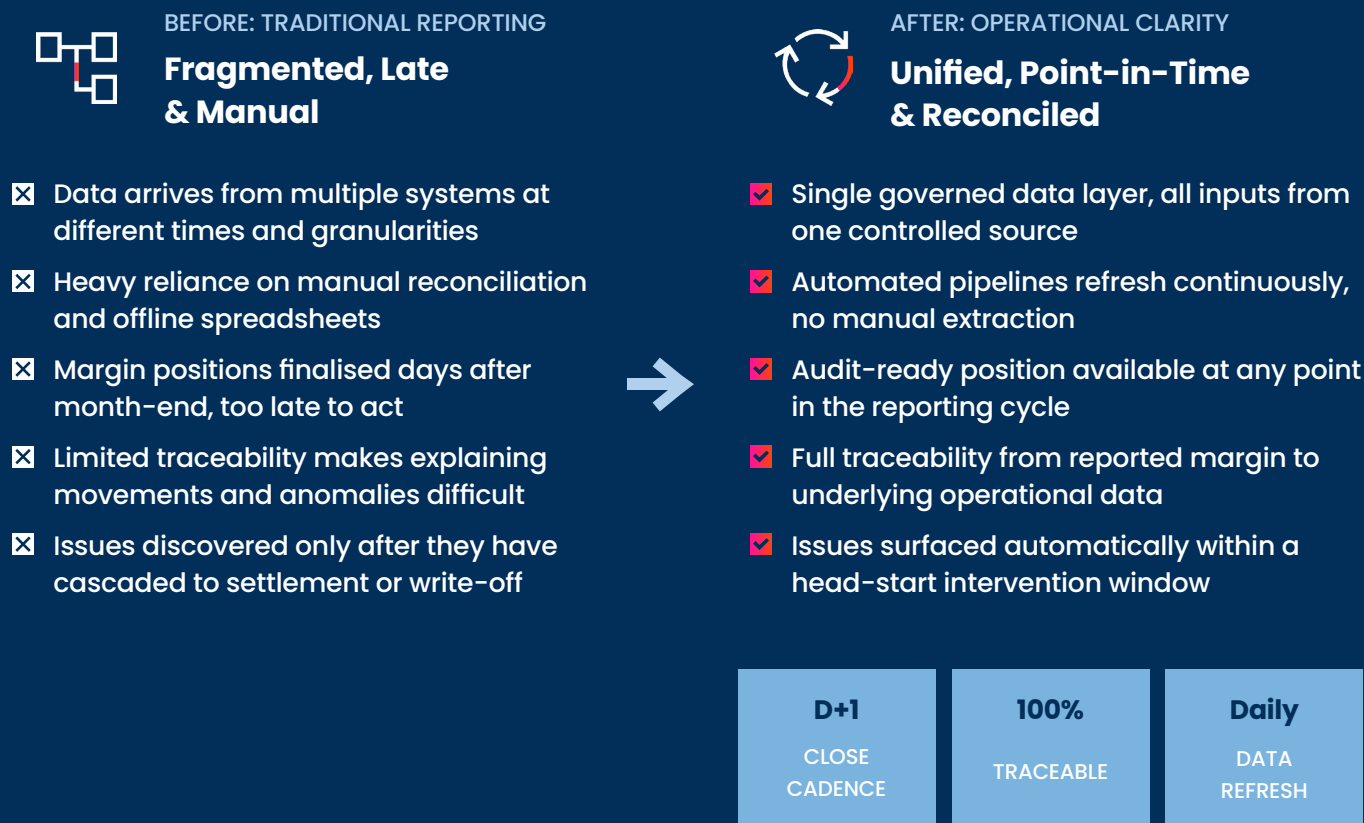 BEFORE: TRADITIONAL REPORTING
Fragmented, Late
& Manual
Data arrives from multiple systems at
different times and granularities
Heavy reliance on manual reconciliation
and offline spreadsheets
Margin positions finalised days after
month-end, too late to act
Limited traceability makes explaining
movements and anomalies difficult
Issues discovered only after they have
cascaded to settlement or write-off
AFTER: OPERATIONAL CLARITY
Unified, Point-in-Time
& Reconciled
Single governed data layer, all inputs from
one controlled source
Automated pipelines refresh continuously,
no manual extraction
Audit-ready position available at any point
in the reporting cycle
Full traceability from reported margin to
underlying operational data
Issues surfaced automatically within a
head-start intervention window
D+1
CLOSE
CADENCE
100%
TRACEABLE
Daily
DATA
REFRESH